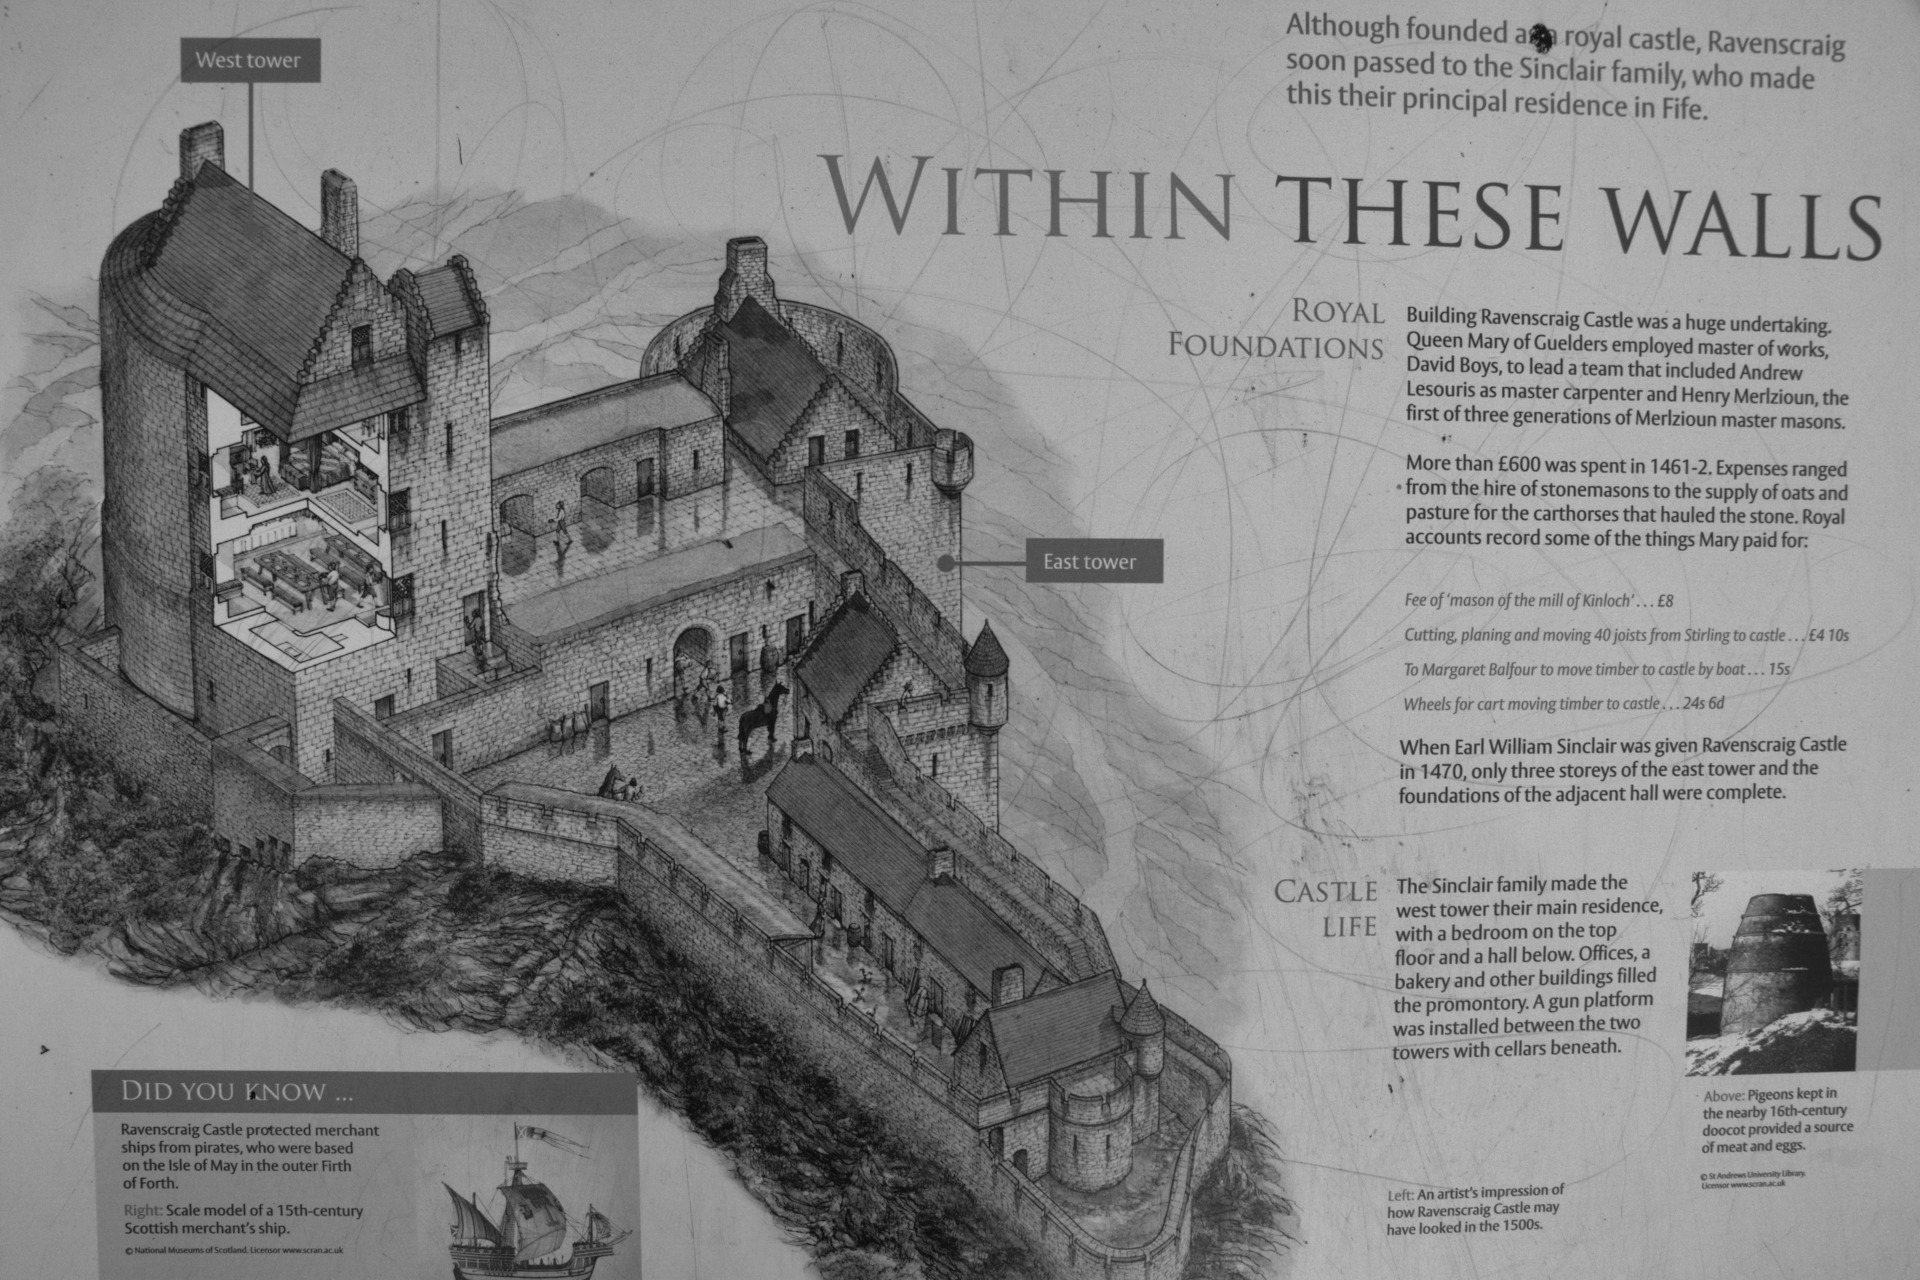 West tower
Although founded as a royal castle, Ravenscraig
soon passed to the Sinclair family, who made
this their principal residence in Fife.
WITHIN THESE WALLS
ROYAL
FOUNDATIONS
Building Ravenscraig Castle was a huge undertaking.
Queen Mary of Guelders employed master of works,
David Boys, to lead a team that included Andrew
Lesouris as master carpenter and Henry Merlzioun, the
first of three generations of Merlzioun master masons.
More than £600 was spent in 1461-2. Expenses ranged
from the hire of stonemasons to the supply of oats and
pasture for the carthorses that hauled the stone. Royal
accounts record some of the things Mary paid for:
East tower
Fee of 'mason of the mill of Kinloch'... £8
Cutting, planing and moving 40 joists from Stirling to castle... £4 10s
To Margaret Balfour to move timber to castle by boat... 15s
Wheels for cart moving timber to castle... 24s 6d
When Earl William Sinclair was given Ravenscraig Castle
in 1470, only three storeys of the east tower and the
foundations of the adjacent hall were complete.
CASTLE
LIFE
The Sinclair family made the
west tower their main residence,
with a bedroom on the top
floor and a hall below. Offices, a
bakery and other buildings filled
the promontory. A gun platform
was installed between the two
towers with cellars beneath.
Above: Pigeons kept in
the nearby 16th-century
doocot provided a source
of meat and eggs.
© St Andrews University Library.
Licensor www.scran.ac.uk
Left: An artist's impression of
how Ravenscraig Castle may
have looked in the 1500s.
DID YOU KNOW ...
Ravenscraig Castle protected merchant
ships from pirates, who were based
on the Isle of May in the outer Firth
of Forth.
Right: Scale model of a 15th-century
Scottish merchant's ship.
© National Museums of Scotland. Licensor www.scran.ac.uk